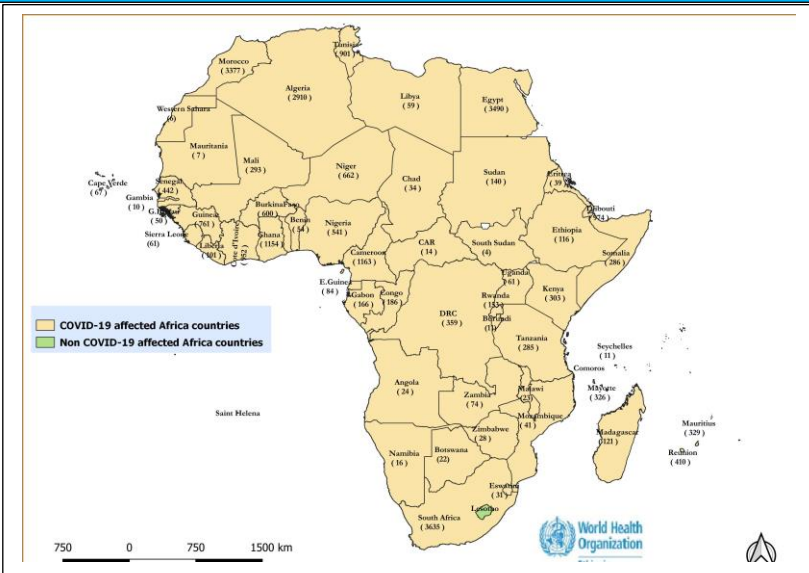 Tunisia
( 901)
Morocco
( 3377)
Algeria
( 2910)
Libya
( 59 )
Egypt
( 3490)
Western Sahara
(6)
Mauritania
( 7 )
Mali
( 293)
Niger
( 662)
Chad
( 34 )
Sudan
( 140)
Eritrea
( 39 )
Cape Verde
( 67 )
Senegal
( 442 )
Gambia
( 10 )
( 50 )
Guinea
( 761)
Sierra Leone
(61)
Liberia
( 101 )
Cote d'Ivoire
BurkinaFaso
( 600 )
Ghana
( 1154 )
Benin
( 54 )
Nigeria
( 541 )
Djibouti
( 974 )
Ethiopia
( 116 )
Somalia
( 286 )
Cameroon
( 1163 )
CAR
( 14 )
South Sudan
(4)
Uganda
( 61 )
Kenya
( 303 )
E.Guinea
( 84 )
Gabon
( 166 )
Congo
( 186 )
DRC
( 359 )
Rwanda
Burundi
Tanzania
( 285 )
Seychelles
( 11 )
Comoros
Mayotte
( 326 )
COVID-19 affected Africa countries
Non COVID-19 affected Africa countries
Saint Helena
Angola
( 24 )
Zambia
( 74 )
Malawi
Mozambique
( 41 )
Zimbabwe
( 28 )
Madagascar
Mauritius
( 329 )
Reunion
( 410 )
Namibia
( 16 )
Botswana
(22)
Eswatini
( 31 )
Lesotho
South Africa
( 3635 )
World Health
Organization
750 0 750 1500 km